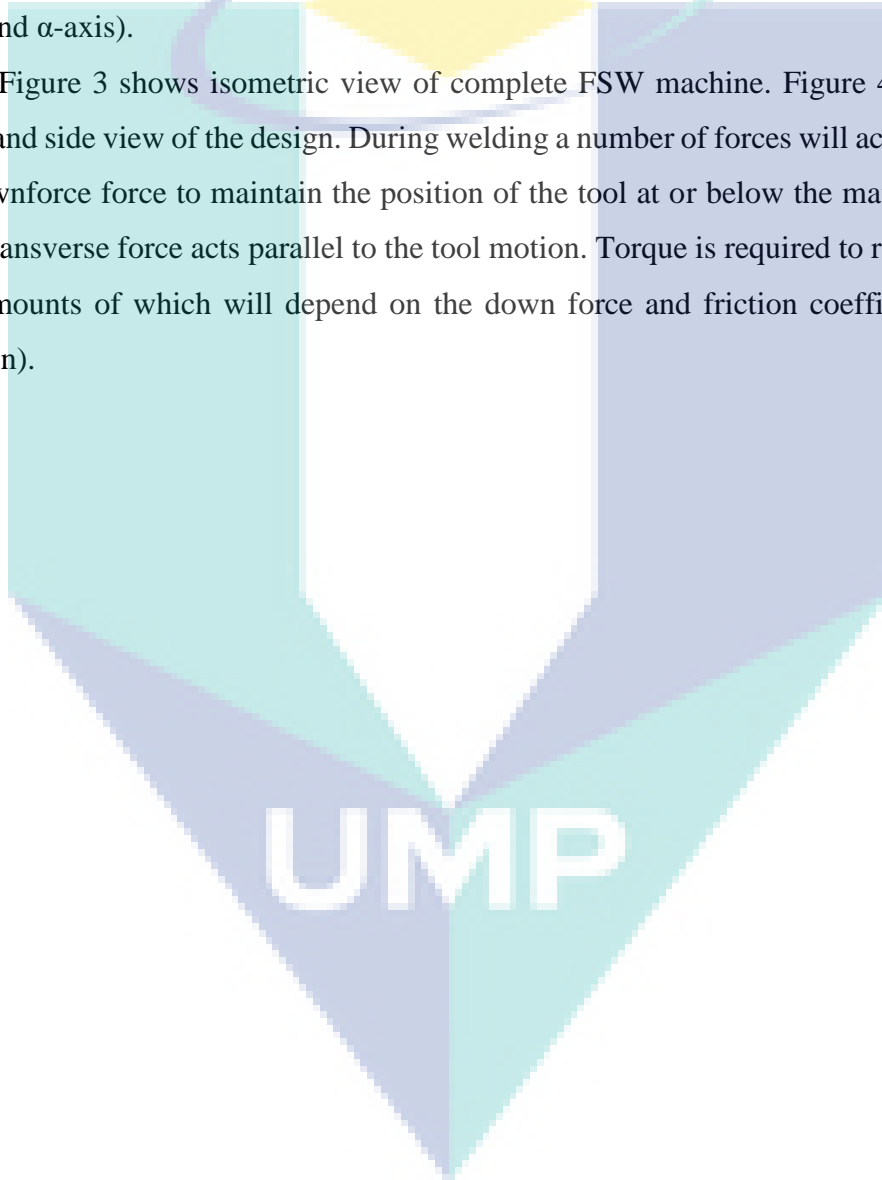 nd α-axis).
Figure 3 shows isometric view of complete FSW machine. Figure 4
and side view of the design. During welding a number of forces will ac
wnforce force to maintain the position of the tool at or below the ma
ansverse force acts parallel to the tool motion. Torque is required to r
mounts of which will depend on the down force and friction coeffi
n).
UMP